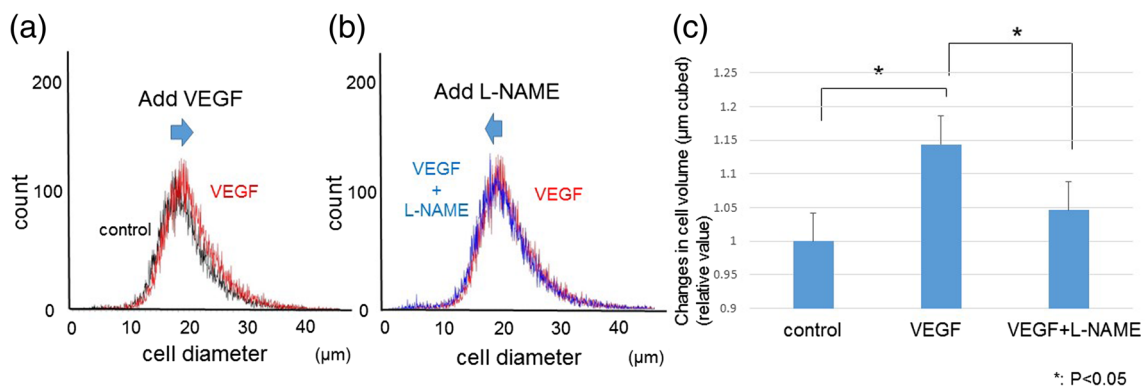 (a)
200
100
0
count
Add VEGF
VEGF
control
0 10 20 30 40
cell diameter (μm)
(b)
200
100
0
count
Add L-NAME
VEGF
+
L-NAME
VEGF
0 10 20 30 40
cell diameter (μm)
(c)
Changes in cell volume (μm cubed)
(relative value)
1.25
1.2
1.15
1.1
1.05
1
0.95
0.9
*
*
control VEGF VEGF+L-NAME
*: P<0.05